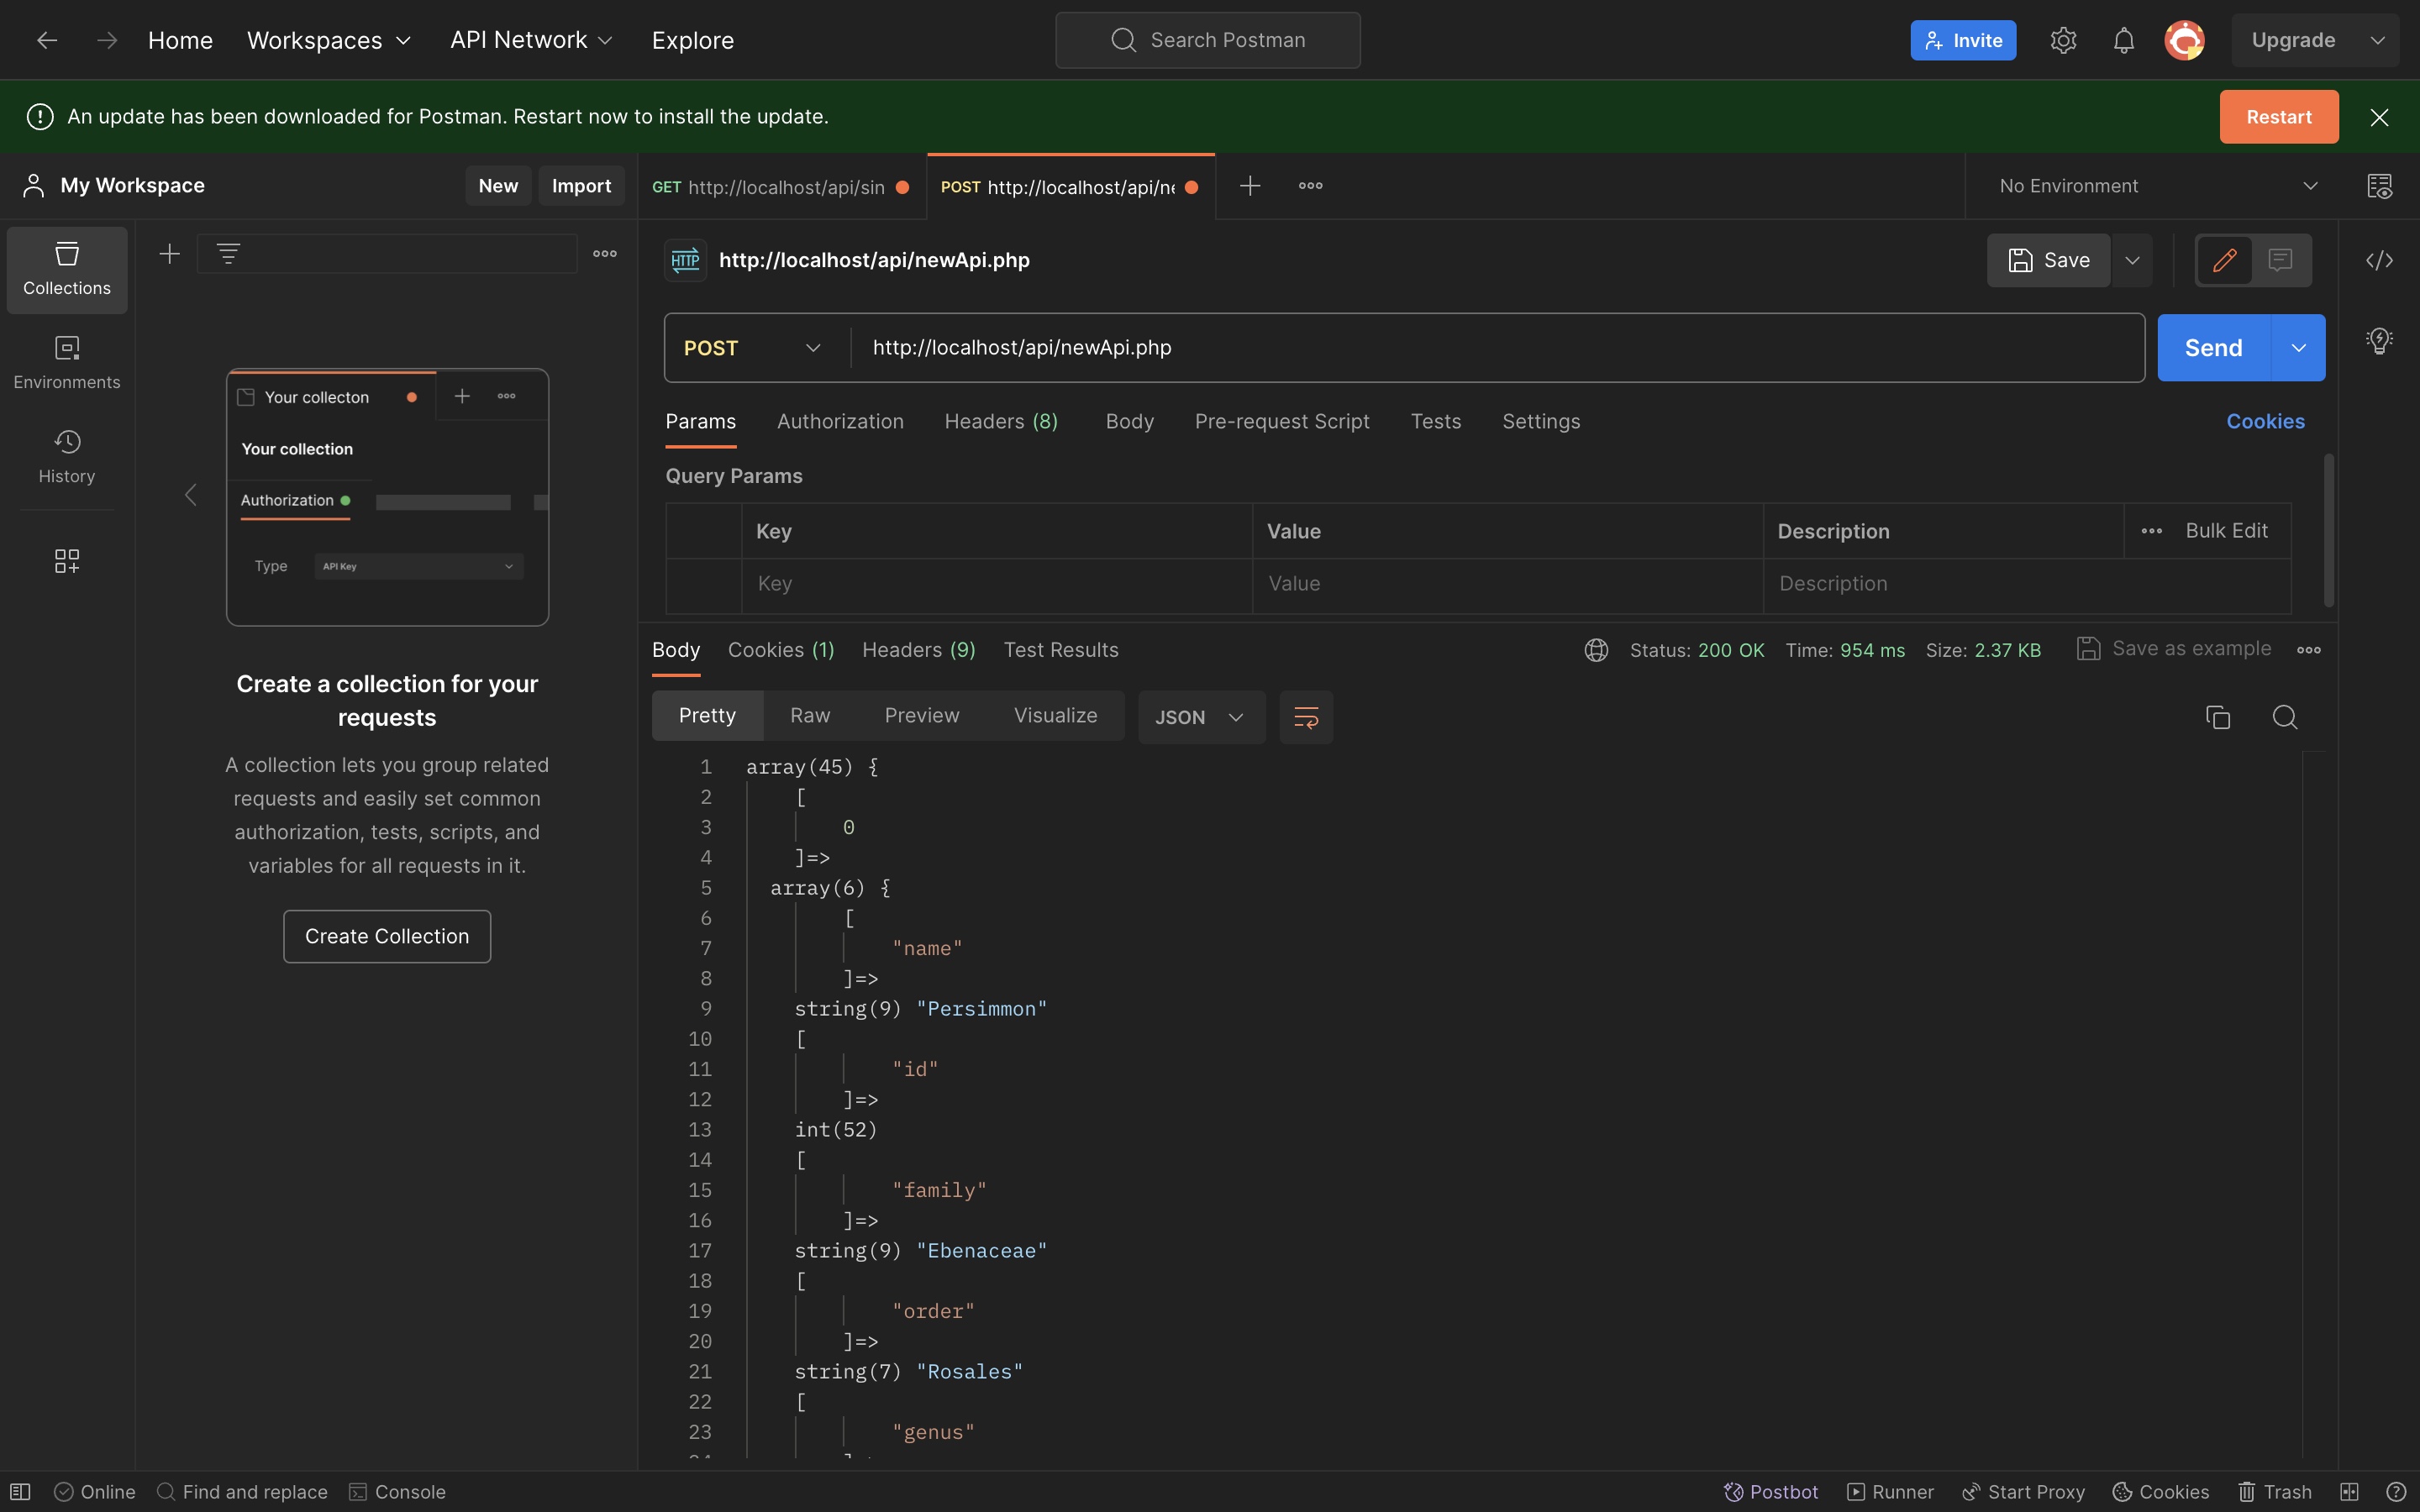 Home Workspaces API Network Explore Search Postman Invite Upgrade
An update has been downloaded for Postman. Restart now to install the update. Restart
My Workspace New Import GET http://localhost/api/sin POST http://localhost/api/ne No Environment
Collections
Environments
History
Your collecton
Your collection
Authorization
Type API Key
Create a collection for your
requests
A collection lets you group related
requests and easily set common
authorization, tests, scripts, and
variables for all requests in it.
Create Collection
HTTP http://localhost/api/newApi.php Save
POST http://localhost/api/newApi.php Send
Params Authorization Headers (8) Body Pre-request Script Tests Settings Cookies
Query Params
Key Value Description Bulk Edit
Key Value Description
Body Cookies (1) Headers (9) Test Results Status: 200 OK Time: 954 ms Size: 2.37 KB Save as example
Pretty Raw Preview Visualize JSON
1 array(45) {
2 [
3 0
4 ]=>
5 array(6) {
6 [
7 "name"
8 ]=>
9 string(9) "Persimmon"
10 [
11 "id"
12 ]=>
13 int(52)
14 [
15 "family"
16 ]=>
17 string(9) "Ebenaceae"
18 [
19 "order"
20 ]=>
21 string(7) "Rosales"
22 [
23 "genus"
Online Find and replace Console Postbot Runner Start Proxy Cookies Trash